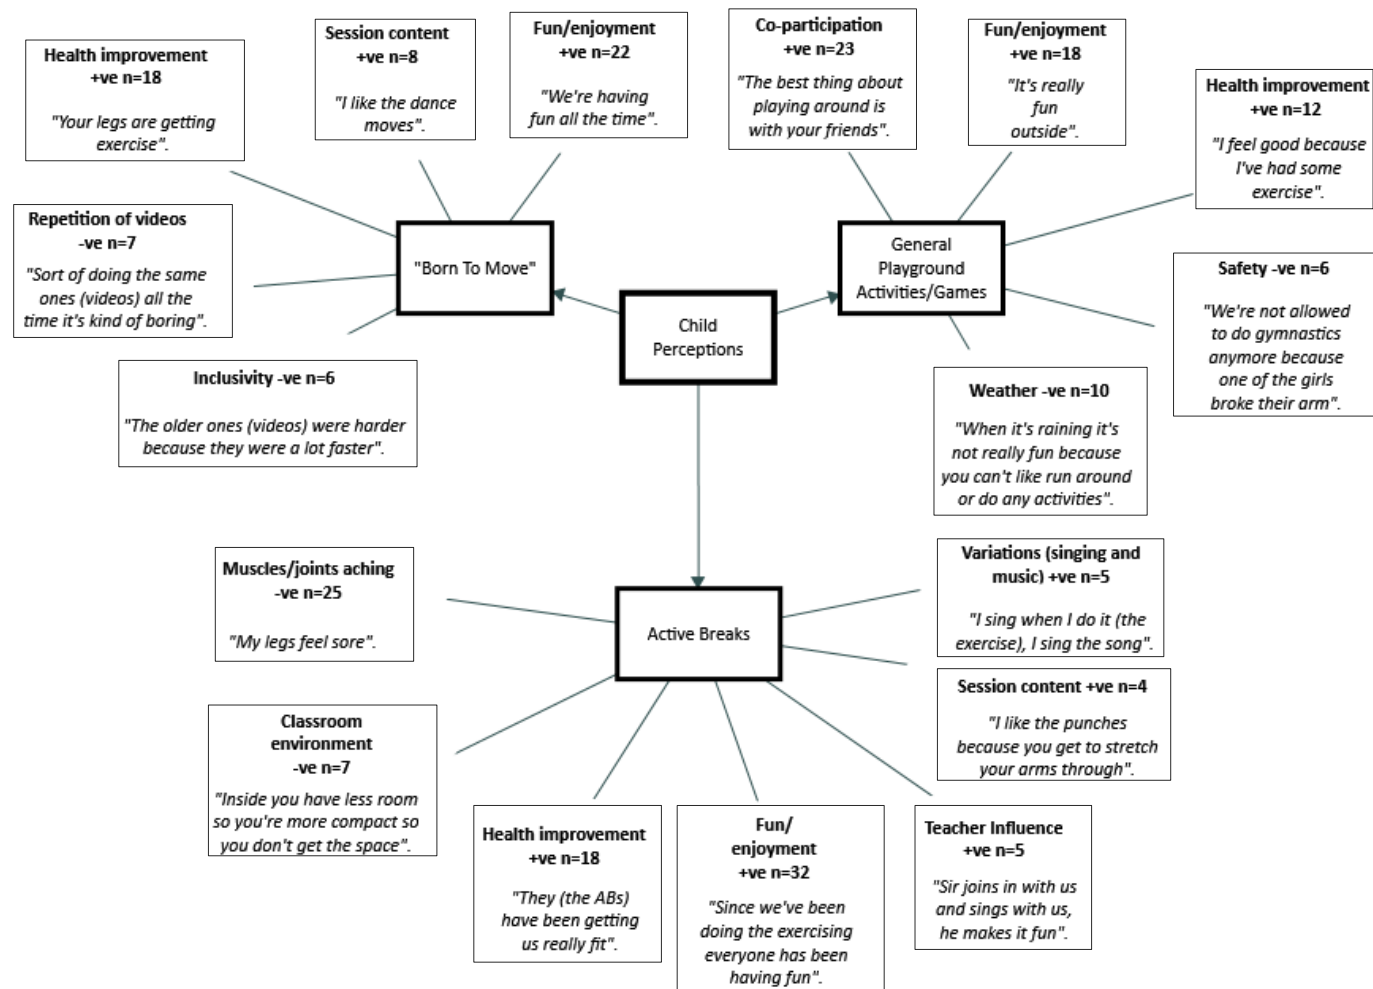 Health improvement
+ve n=18
"Your legs are getting
exercise".
Session content
+ve n=8
"I like the dance
moves".
Fun/enjoyment
+ve n=22
"We're having
fun all the time".
Co-participation
+ve n=23
"The best thing about
playing around is
with your friends".
Fun/enjoyment
+ve n=18
"It's really
fun
outside".
Health improvement
+ve n=12
"I feel good because
I've had some
exercise".
Repetition of videos
-ve n=7
"Sort of doing the same
ones (videos) all the
time it's kind of boring".
"Born To Move"
General
Playground
Activities/Games
Child
Perceptions
Safety -ve n=6
"We're not allowed
to do gymnastics
anymore because
one of the girls
broke their arm".
Inclusivity -ve n=6
"The older ones (videos) were harder
because they were a lot faster".
Weather -ve n=10
"When it's raining it's
not really fun because
you can't like run around
or do any activities".
Muscles/joints aching
-ve n=25
"My legs feel sore".
Active Breaks
Variations (singing and
music) +ve n=5
"I sing when I do it (the
exercise), I sing the song".
Session content +ve n=4
"I like the punches
because you get to stretch
your arms through".
Classroom
environment
-ve n=7
"Inside you have less room
so you're more compact so
you don't get the space".
Health improvement
+ve n=18
"They (the ABs)
have been getting
us really fit".
Fun/
enjoyment
+ve n=32
"Since we've been
doing the exercising
everyone has been
having fun".
Teacher Influence
+ve n=5
"Sir joins in with us
and sings with us,
he makes it fun".